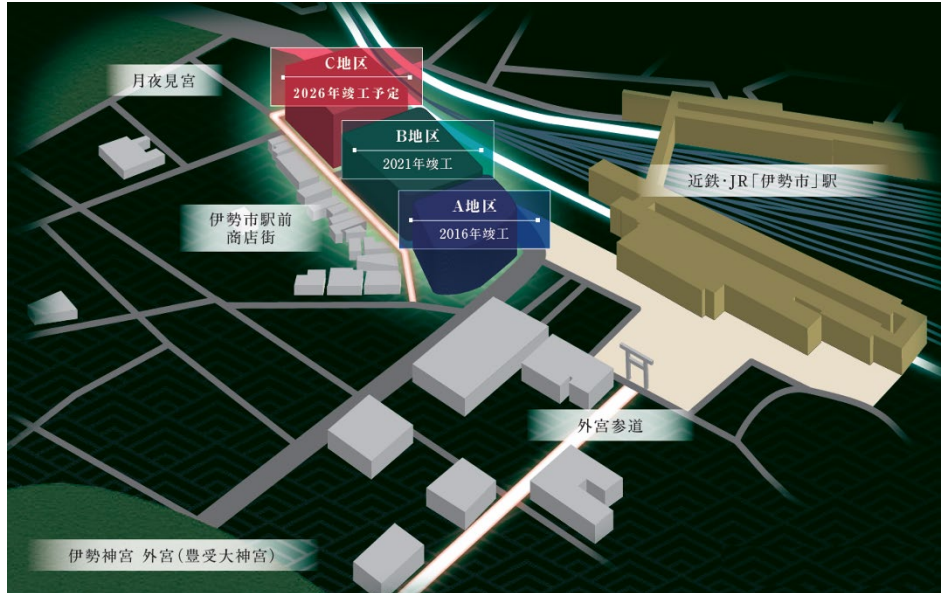 C地区
2026年竣工予定
月夜見宮
B地区
2021年竣工
近鉄・JR「伊勢市」駅
A地区
2016年竣工
伊勢市駅前
商店街
外宮参道
伊勢神宮 外宮(豊受大神宮)